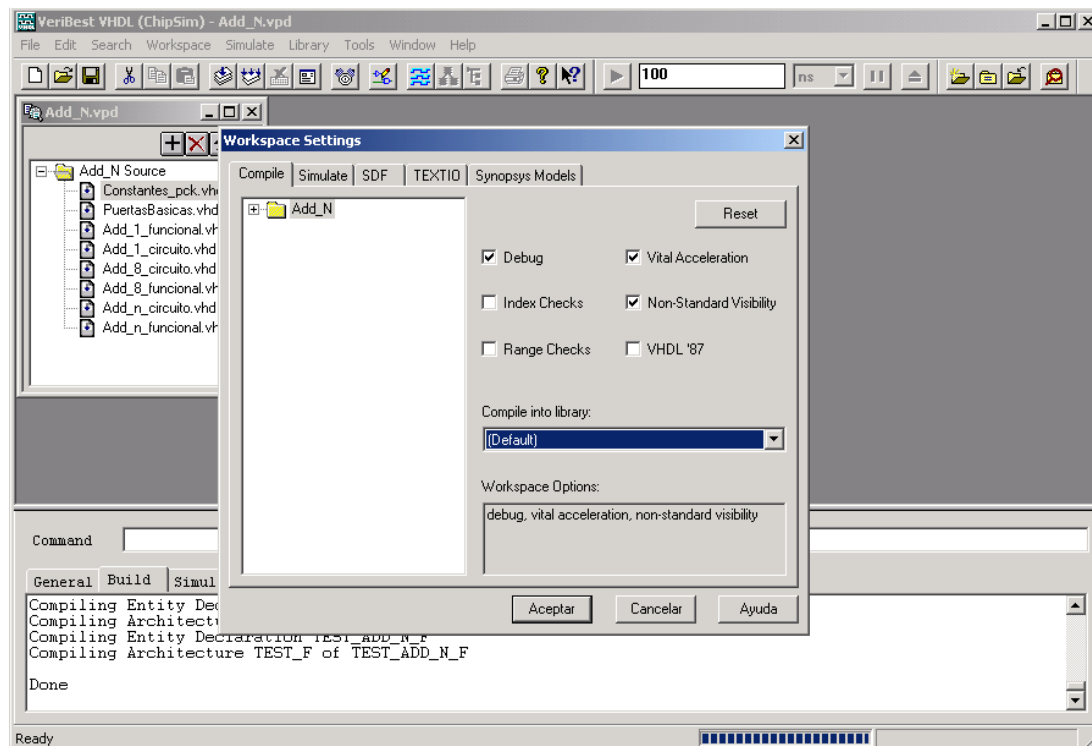 VeriBest VHDL (ChipSim) - Add_N.vpd
File Edit Search Workspace Simulate Library Tools Window Help
100 ns
Add_N.vpd
Add_N Source
Constantes_pck.vh
PuertasBasicas.vhd
Add_1_funcional.vh
Add_1_circuito.vhd
Add_8_circuito.vhd
Add_8_funcional.vh
Add_n_circuito.vhd
Add_n_funcional.vh
Workspace Settings
Compile Simulate SDF TEXTIO Synopsys Models
Add_N
Reset
Debug Vital Acceleration
Index Checks Non-Standard Visibility
Range Checks VHDL '87
Compile into library:
(Default)
Workspace Options:
debug, vital acceleration, non-standard visibility
Aceptar Cancelar Ayuda
Command
General Build Simul
Compiling Entity Dec
Compiling Architectu
Compiling Entity Declaration TEST_ADD_N_F
Compiling Architecture TEST_F of TEST_ADD_N_F
Done
Ready